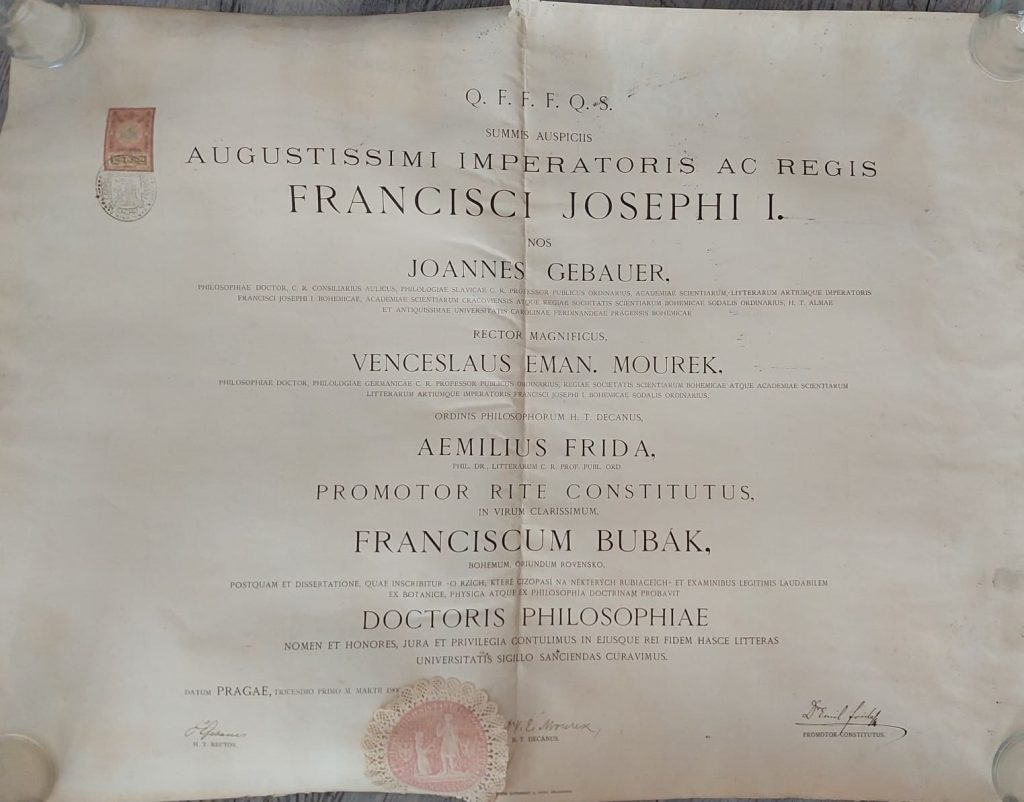 Q. F. F. F. Q. S.
SUMMIS AUSPICIIS
AUGUSTISSIMI IMPERATORIS AC REGIS
FRANCISCI JOSEPHI I.
NOS
JOANNES GEBAUER,
PHILOSOPHIAE DOCTOR, C. R. CONSILIARIUS AULICUS, PHILOLOGIAE SLAVICAE C. R. PROFESSOR PUBLICUS ORDINARIUS, ACADEMIAE SCIENTIARUM LITTERARUM ARTIUMQUE IMPERATORIS
FRANCISCI JOSEPHI I. BOHEMICAE, ACADEMIAE SCIENTIARUM CRACOVIENSIS ATQUE REGIAE SOCIETATIS SCIENTIARUM BOHEMICAE SODALIS ORDINARIUS, H. T. ALMAE
ET ANTIQUISSIMAE UNIVERSITATIS CAROLINAE FERDINANDEAE PRAGENSIS BOHEMICAE
RECTOR MAGNIFICUS,
VENCESLAUS EMAN. MOUREK,
PHILOSOPHIAE DOCTOR, PHILOLOGIAE GERMANICAE C. R. PROFESSOR PUBLICUS ORDINARIUS, REGIAE SOCIETATIS SCIENTIARUM BOHEMICAE ATQUE ACADEMIAE SCIENTIARUM
LITTERARUM ARTIUMQUE IMPERATORIS FRANCISCI JOSEPHI I. BOHEMICAE SODALIS ORDINARIUS,
ORDINIS PHILOSOPHORUM H. T. DECANUS,
AEMILIUS FRIDA,
PHIL. DR., LITTERARUM C. R. PROF. PUBL. ORD
PROMOTOR RITE CONSTITUTUS,
IN VIRUM CLARISSIMUM,
FRANCISCUM BUBÁK,
BOHEMUM, ORIUNDUM ROVENSKO,
POSTQUAM ET DISSERTATIONE, QUAE INSCRIBITUR »O RZÍCH, KTERÉ CIZOPASÍ NA NĚKTERÝCH RUBIACEÍCH« ET EXAMINIBUS LEGITIMIS LAUDABILEM
EX BOTANICE, PHYSICA ATQUE EX PHILOSOPHIA DOCTRINAM PROBAVIT
DOCTORIS PHILOSOPHIAE
NOMEN ET HONORES, JURA ET PRIVILEGIA CONTULIMUS IN EJUSQUE REI FIDEM HASCE LITTERAS
UNIVERSITATIS SIGILLO SANCIENDAS CURAVIMUS.
DATUM PRAGAE, TRICESIMO PRIMO M. MARTII
J Gebauer
H. T. RECTOR.
V. E. Mourek,
H. T. DECANUS.
Dr Emil Frida
PROMOTOR CONSTITUTUS.